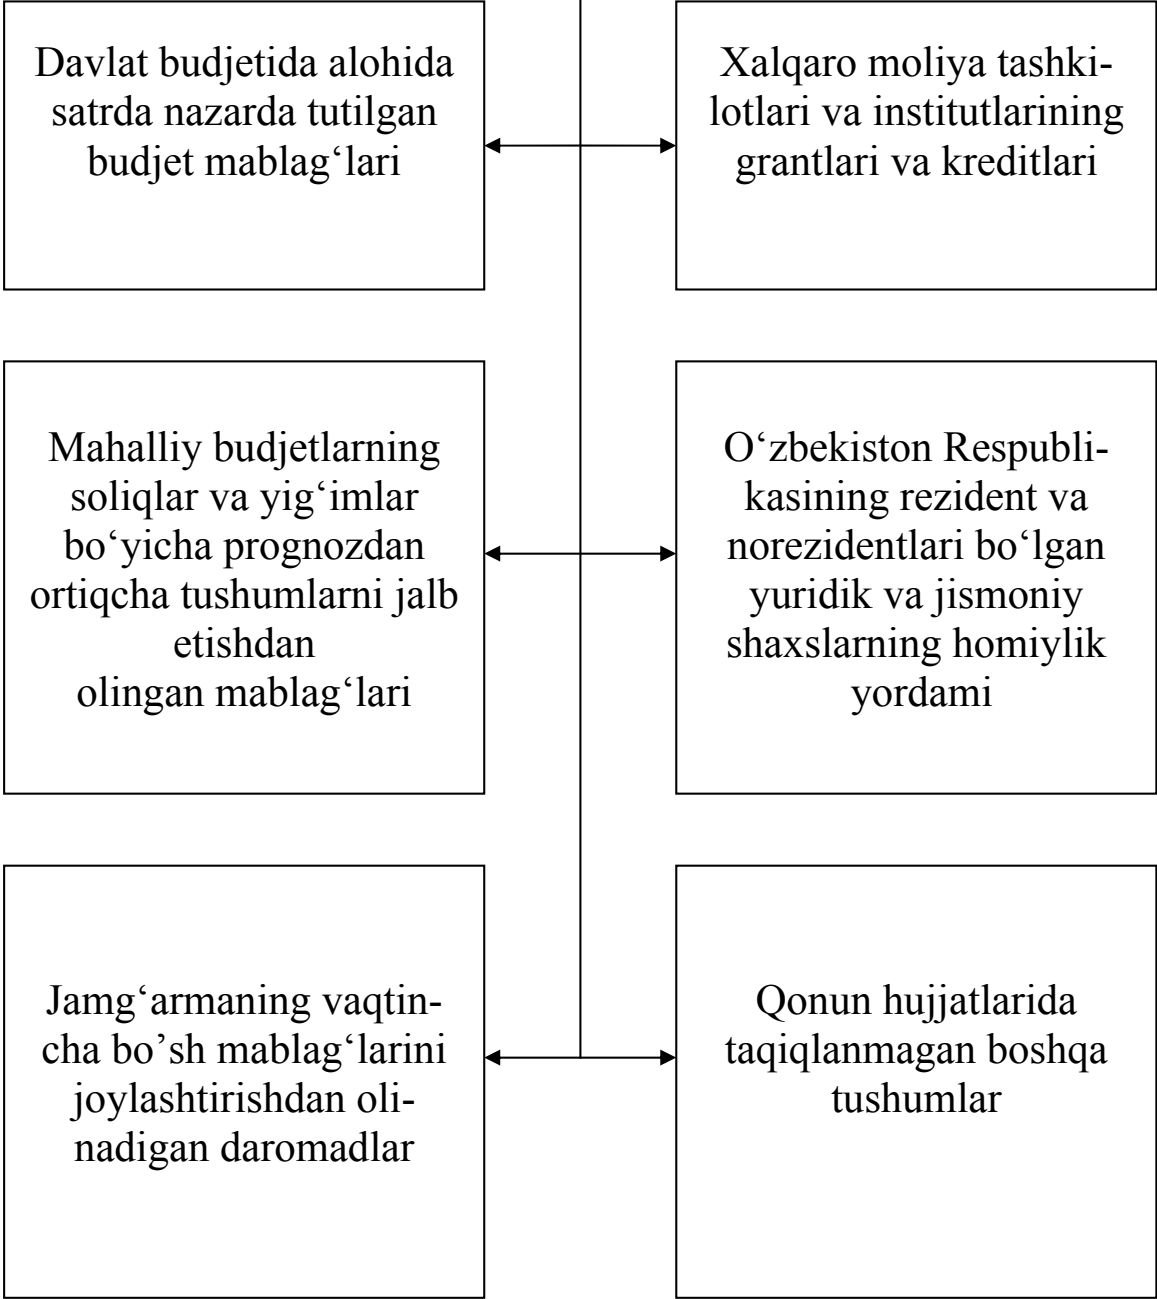 Davlat budjetida alohida
satrda nazarda tutilgan
budjet mablag‘lari
Xalqaro moliya tashki-
lotlari va institutlarining
grantlari va kreditlari
Mahalliy budjetlarning
soliqlar va yig‘imlar
bo‘yicha prognozdan
ortiqcha tushumlarni jalb
etishdan
olingan mablag‘lari
O‘zbekiston Respubli-
kasining rezident va
norezidentlari bo‘lgan
yuridik va jismoniy
shaxslarning homiylik
yordami
Jamg‘armaning vaqtin-
cha bo’sh mablag‘larini
joylashtirishdan oli-
nadigan daromadlar
Qonun hujjatlarida
taqiqlanmagan boshqa
tushumlar